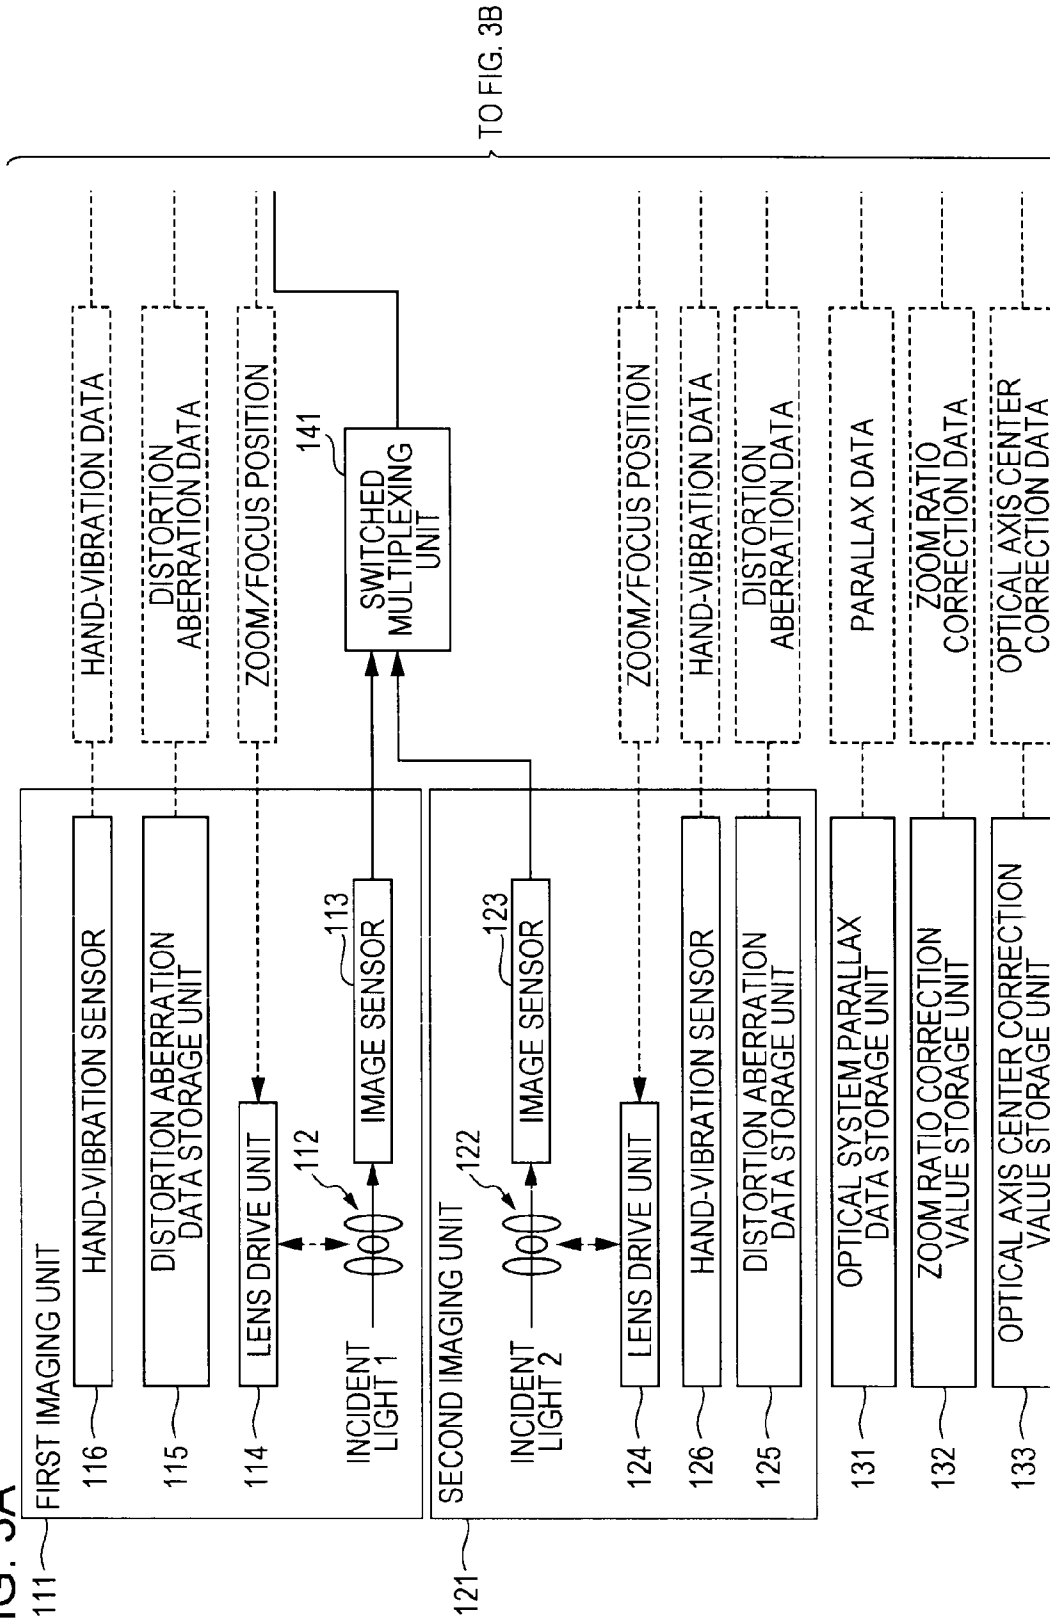 IG. 3A
111
FIRST IMAGING UNIT
116
HAND-VIBRATION SENSOR
HAND-VIBRATION DATA
115
DISTORTION ABERRATION
DATA STORAGE UNIT
DISTORTION
ABERRATION DATA
114
LENS DRIVE UNIT
ZOOM/FOCUS POSITION
INCIDENT
LIGHT 1
112
IMAGE SENSOR
113
SWITCHED
MULTIPLEXING
UNIT
141
121
SECOND IMAGING UNIT
INCIDENT
LIGHT 2
122
IMAGE SENSOR
123
124
LENS DRIVE UNIT
ZOOM/FOCUS POSITION
126
HAND-VIBRATION SENSOR
HAND-VIBRATION DATA
125
DISTORTION ABERRATION
DATA STORAGE UNIT
DISTORTION
ABERRATION DATA
131
OPTICAL SYSTEM PARALLAX
DATA STORAGE UNIT
PARALLAX DATA
132
ZOOM RATIO CORRECTION
VALUE STORAGE UNIT
ZOOM RATIO
CORRECTION DATA
133
OPTICAL AXIS CENTER CORRECTION
VALUE STORAGE UNIT
OPTICAL AXIS CENTER
CORRECTION DATA
TO FIG. 3B